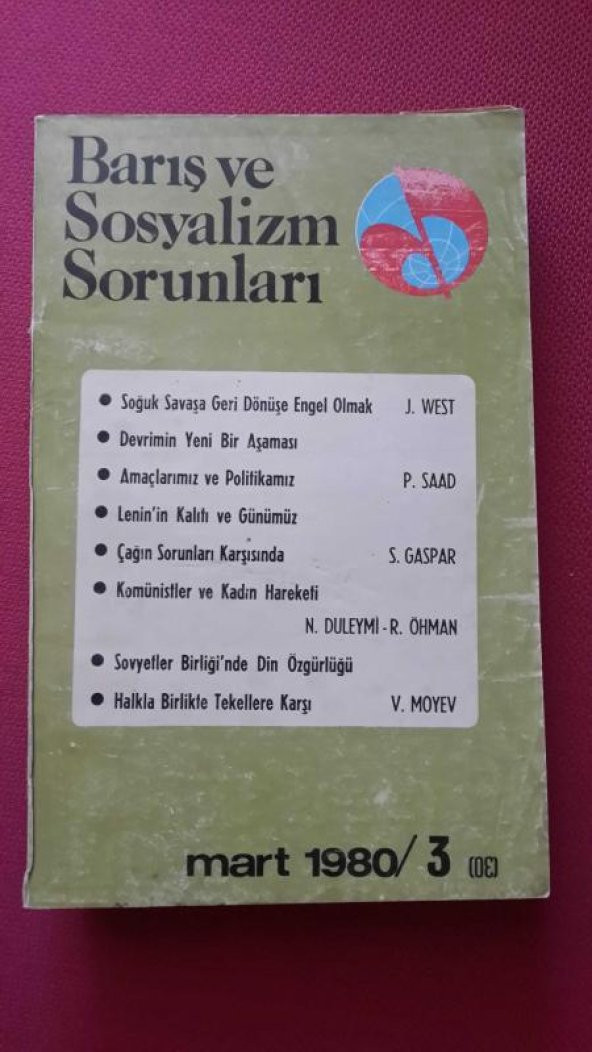 Barış ve
Sosyalizm
Sorunları
• Soğuk Savaşa Geri Dönüşe Engel Olmak J. WEST
• Devrimin Yeni Bir Aşaması
• Amaçlarımız ve Politikamız P. SAAD
• Lenin'in Kalıtı ve Günümüz
• Çağın Sorunları Karşısında S. GASPAR
• Komünistler ve Kadın Hareketi
N. DULEYMİ - R. ÖHMAN
• Sovyetler Birliği'nde Din Özgürlüğü
• Halkla Birlikte Tekellere Karşı V. MOYEV
mart 1980/3 (30)